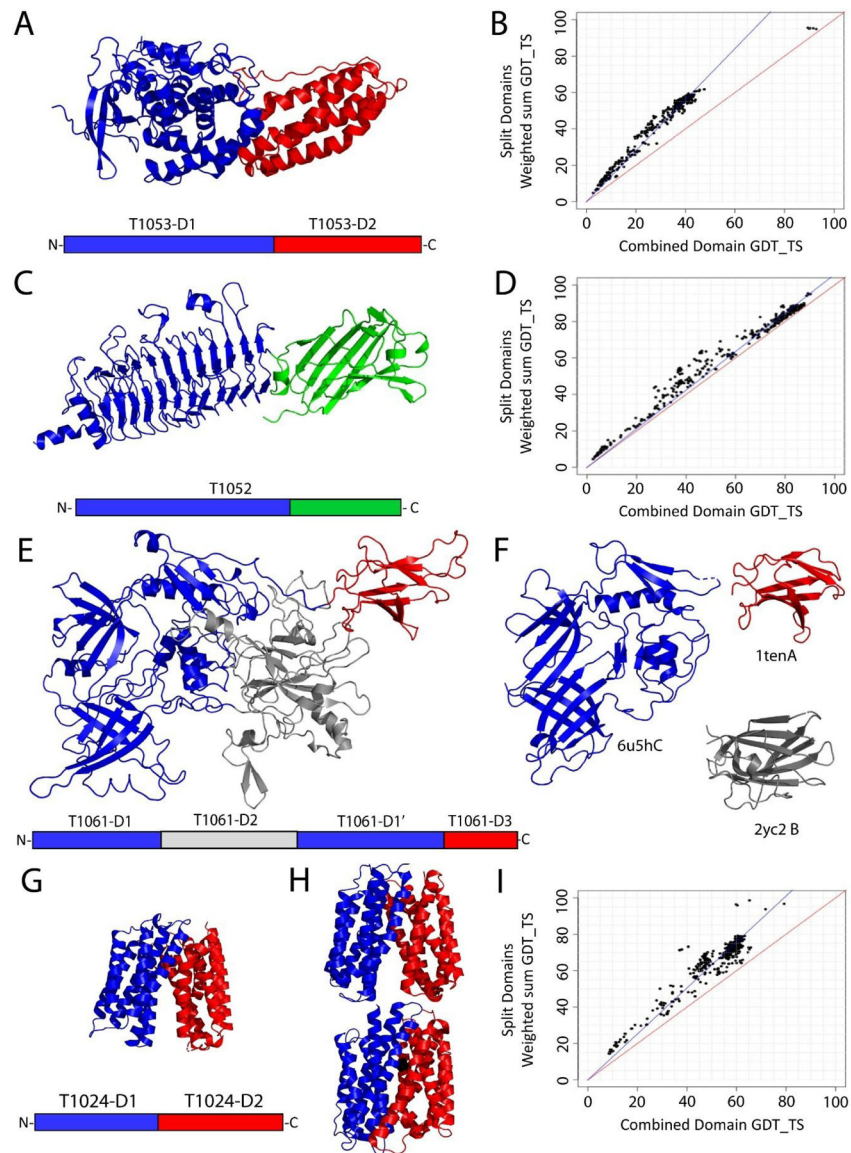 A
B
100
80
60
40
20
0
Split Domains
Weighted sum GDT_TS
0 20 40 60 80 100
Combined Domain GDT_TS
T1053-D1 T1053-D2
N- -C
C
D
100
80
60
40
20
0
Split Domains
Weighted sum GDT_TS
0 20 40 60 80 100
Combined Domain GDT_TS
T1052
N- - C
E
F
1tenA
6u5hC
2yc2 B
T1061-D1 T1061-D2 T1061-D1' T1061-D3
N- -C
G
H
I
100
80
60
40
20
0
Split Domains
Weighted sum GDT_TS
0 20 40 60 80 100
Combined Domain GDT_TS
T1024-D1 T1024-D2
N- -C